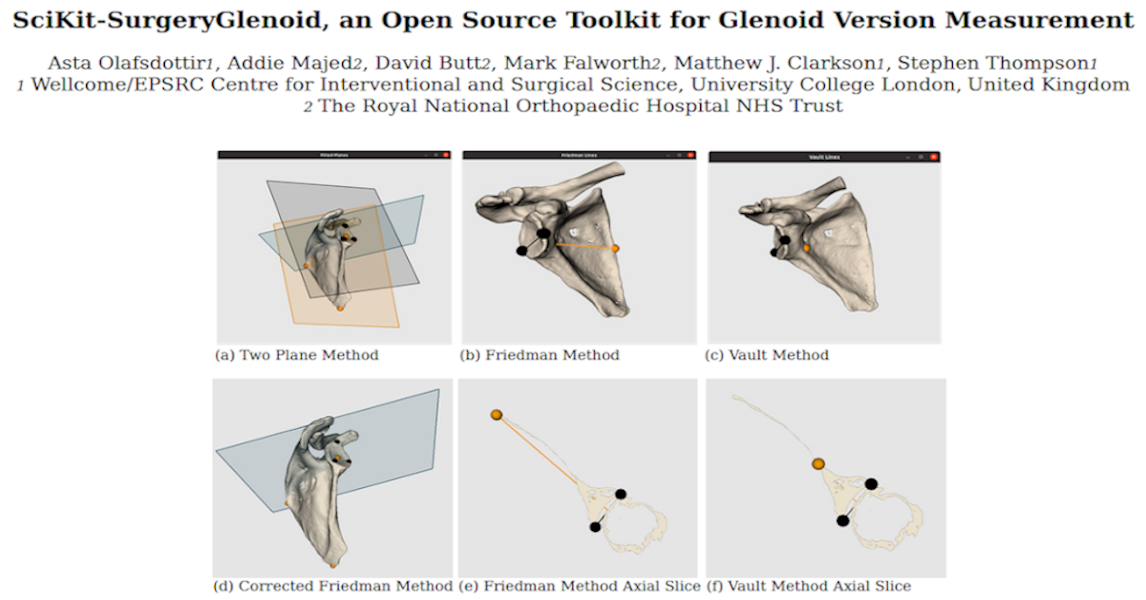 SciKit-SurgeryGlenoid, an Open Source Toolkit for Glenoid Version Measurement
Asta Olafsdottir1, Addie Majed2, David Butt2, Mark Falworth2, Matthew J. Clarkson1, Stephen Thompson1
1 Wellcome/EPSRC Centre for Interventional and Surgical Science, University College London, United Kingdom
2 The Royal National Orthopaedic Hospital NHS Trust
Friedman Lines
Vault Lines
(a) Two Plane Method
(b) Friedman Method
(c) Vault Method
(d) Corrected Friedman Method
(e) Friedman Method Axial Slice
(f) Vault Method Axial Slice